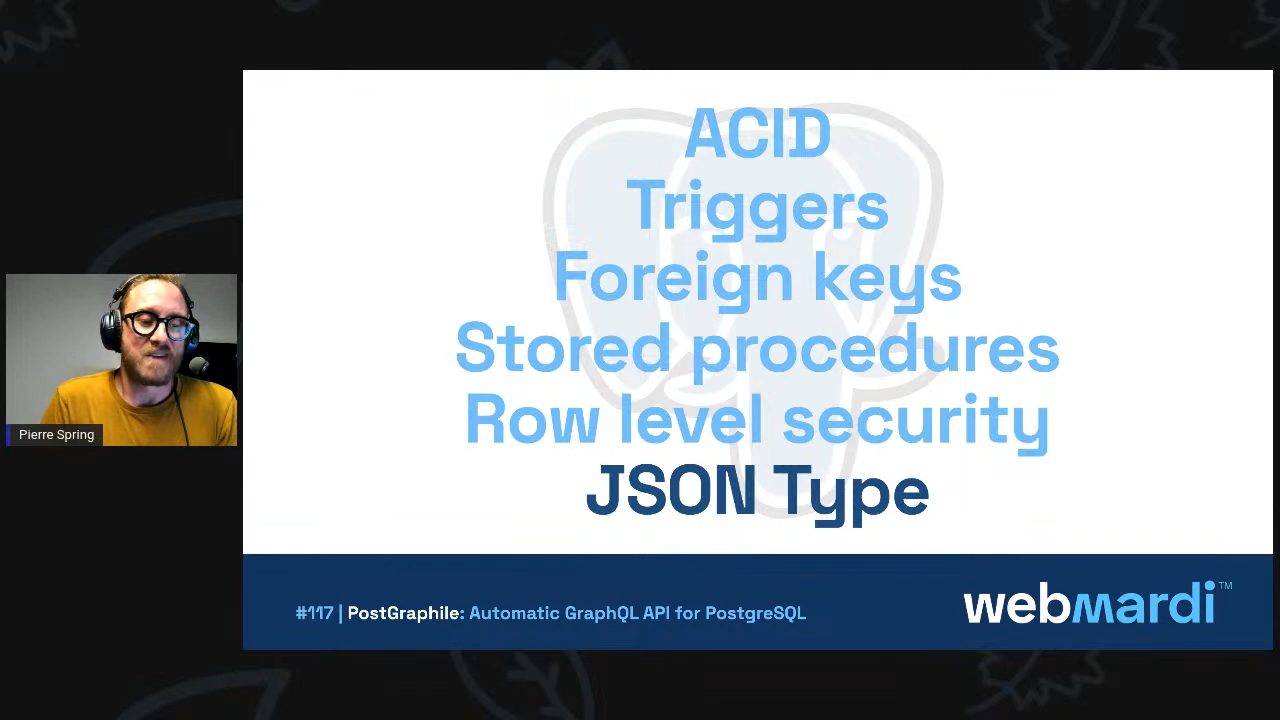 ACID
Triggers
Foreign keys
Stored procedures
Row level security
JSON Type
Pierre Spring
#117 | PostGraphile: Automatic GraphQL API for PostgreSQL
webmardi™